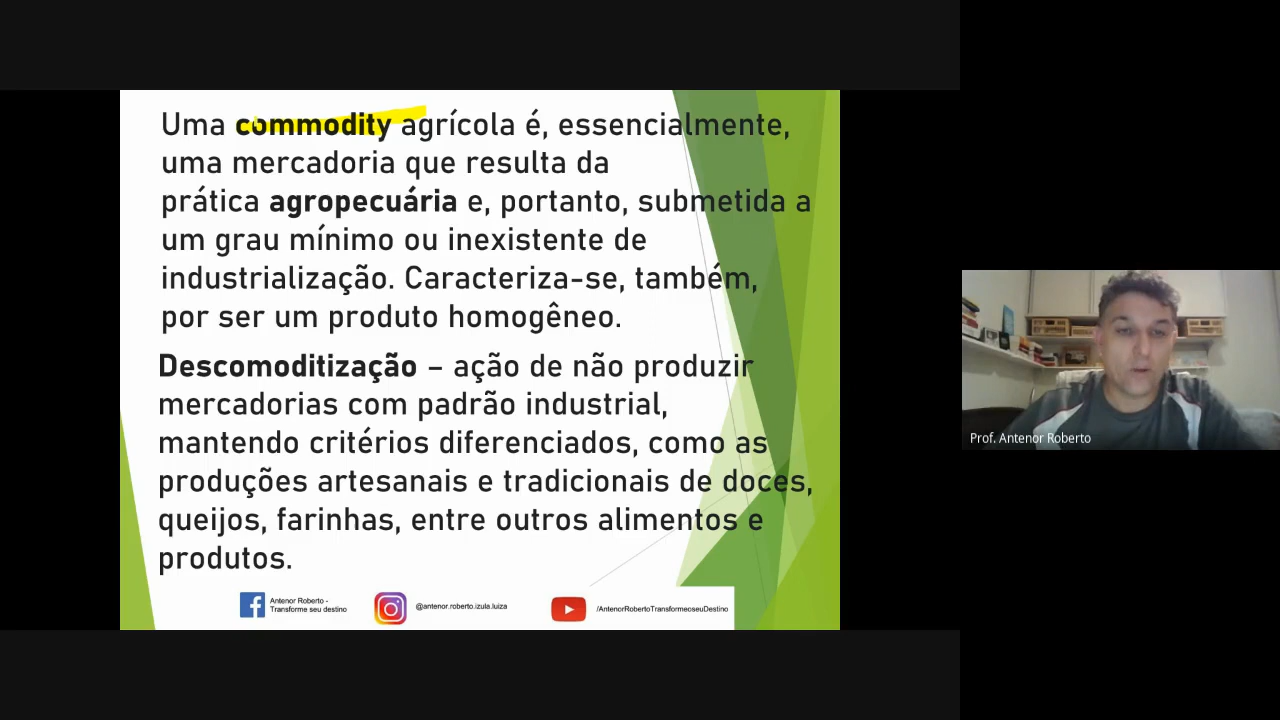 Uma commodity agrícola é, essencialmente,
uma mercadoria que resulta da
prática agropecuária e, portanto, submetida a
um grau mínimo ou inexistente de
industrialização. Caracteriza-se, também,
por ser um produto homogêneo.
Descomoditização – ação de não produzir
mercadorias com padrão industrial,
mantendo critérios diferenciados, como as
produções artesanais e tradicionais de doces,
queijos, farinhas, entre outros alimentos e
produtos.
Antenor Roberto -
Transforme seu destino
@antenor.roberto.izula.luiza
/AntenorRobertoTransformeoseuDestino
Prof. Antenor Roberto